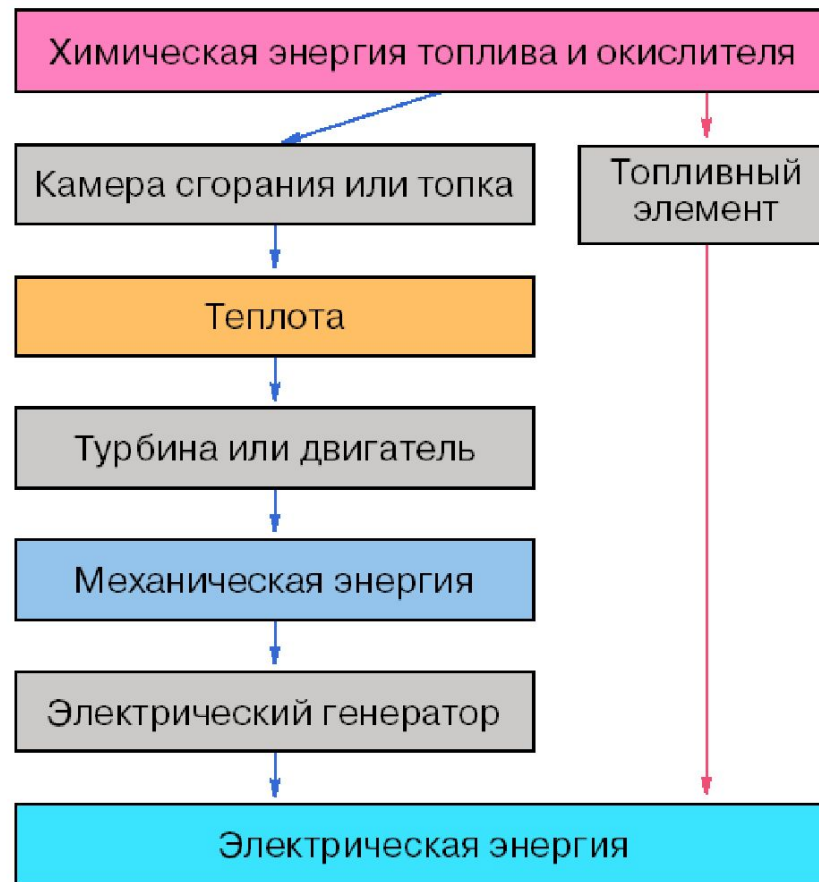 Химическая энергия топлива и окислителя
Камера сгорания или топка
Топливный
элемент
Теплота
Турбина или двигатель
Механическая энергия
Электрический генератор
Электрическая энергия